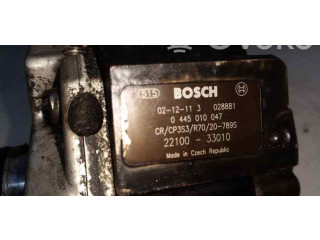 515 BOSCH
02-12-11 3 028881
0 445 010 047
CR/CP3S3/R70/20-789S
22100 - 33010
Made in Czech Republic